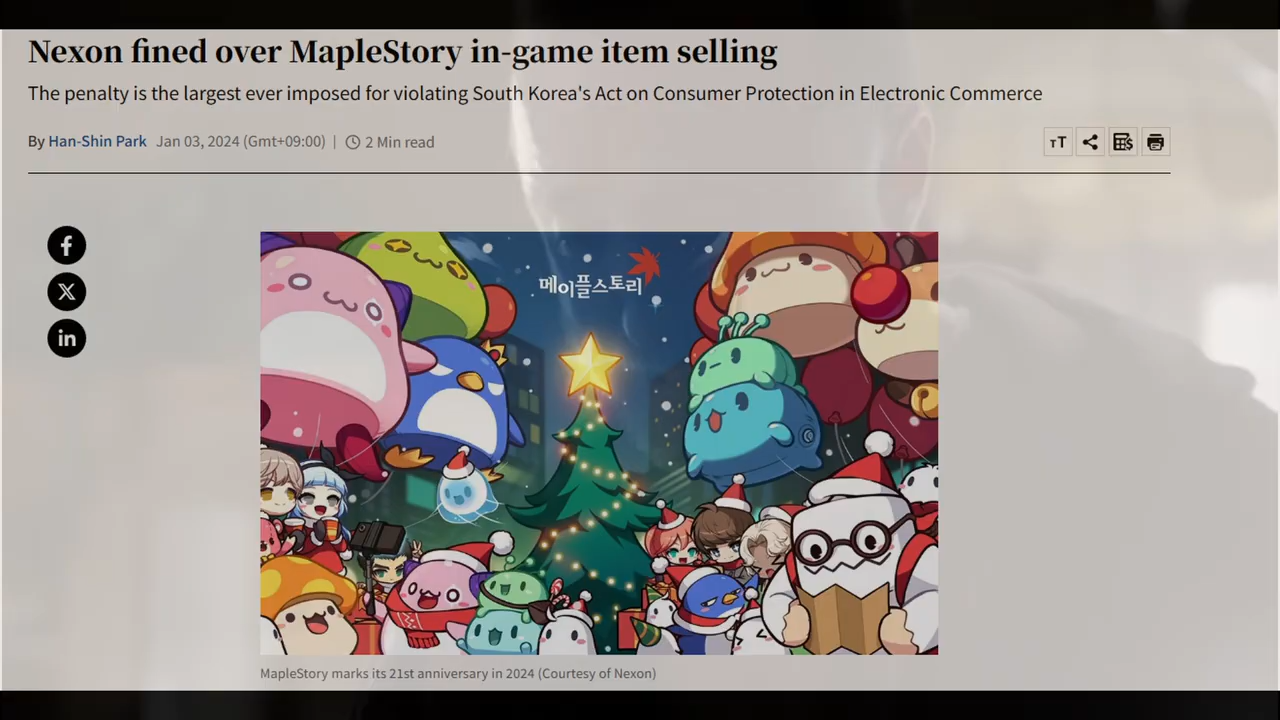 Nexon fined over MapleStory in-game item selling
The penalty is the largest ever imposed for violating South Korea's Act on Consumer Protection in Electronic Commerce
By Han-Shin Park Jan 03, 2024 (Gmt+09:00) | 2 Min read
TT
메이플스토리
MapleStory marks its 21st anniversary in 2024 (Courtesy of Nexon)